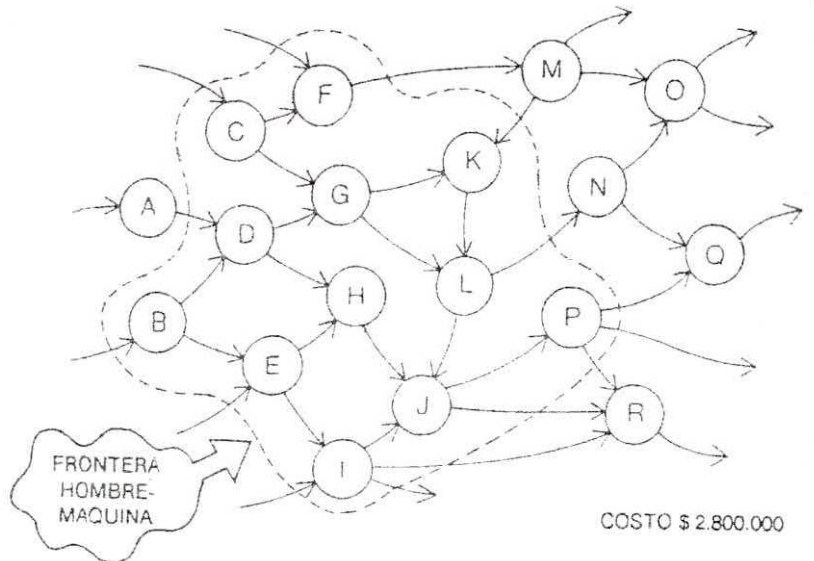 M
O
F
C
K
G
N
A
D
Q
L
H
B
P
E
J
R
I
FRONTERA
HOMBRE-
MAQUINA
COSTO $ 2.800.000